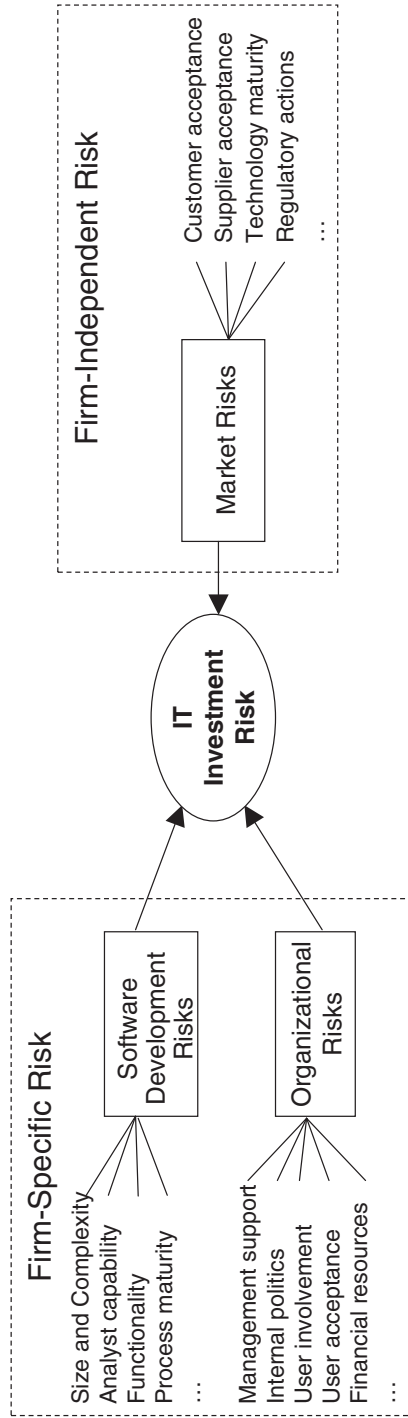 Firm-Specific Risk
Size and Complexity
Analyst capability
Functionality
Process maturity
...
Software
Development
Risks
Management support
Internal politics
User involvement
User acceptance
Financial resources
...
Organizational
Risks
IT
Investment
Risk
Firm-Independent Risk
Market Risks
Customer acceptance
Supplier acceptance
Technology maturity
Regulatory actions
...